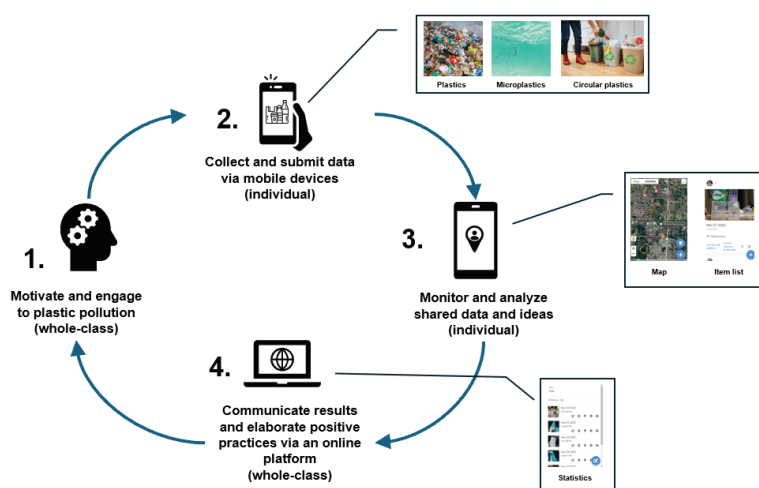 1.
Motivate and engage
to plastic pollution
(whole-class)
2.
Collect and submit data
via mobile devices
(individual)
Plastics
Microplastics
Circular plastics
3.
Monitor and analyze
shared data and ideas
(individual)
Map
Item list
4.
Communicate results
and elaborate positive
practices via an online
platform
(whole-class)
Statistics